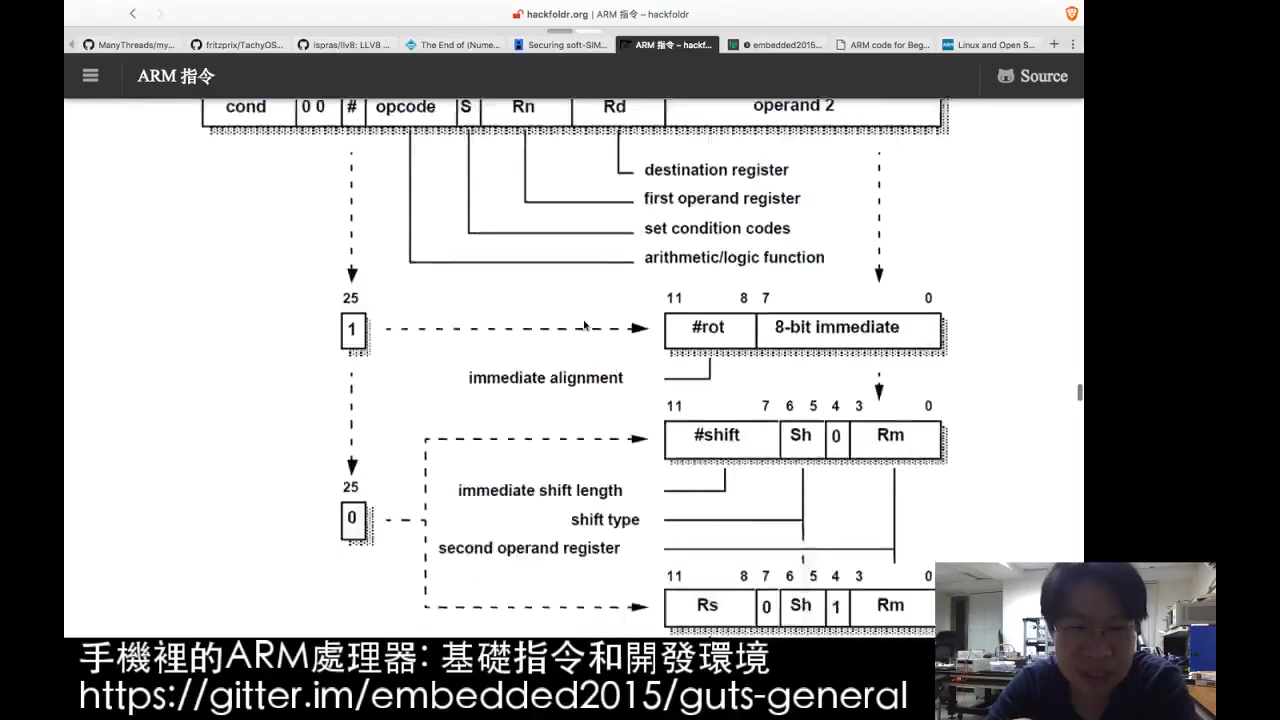 hackfoldr.org | ARM 指令 – hackfoldr
ManyThreads/my... fritzprix/TachyOS... ispras/llv8: LLV8 ... The End of (Nume... Securing soft-SIM... ARM 指令 – hackf... embedded2015... ARM code for Beg... Linux and Open S...
ARM 指令 Source
cond 0 0 # opcode S Rn Rd operand 2
destination register
first operand register
set condition codes
arithmetic/logic function
25 11 8 7 0
1 #rot 8-bit immediate
immediate alignment
11 7 6 5 4 3 0
#shift Sh 0 Rm
25
immediate shift length
0 shift type
second operand register
11 8 7 6 5 4 3 0
Rs 0 Sh 1 Rm
手機裡的ARM處理器: 基礎指令和開發環境
https://gitter.im/embedded2015/guts-general